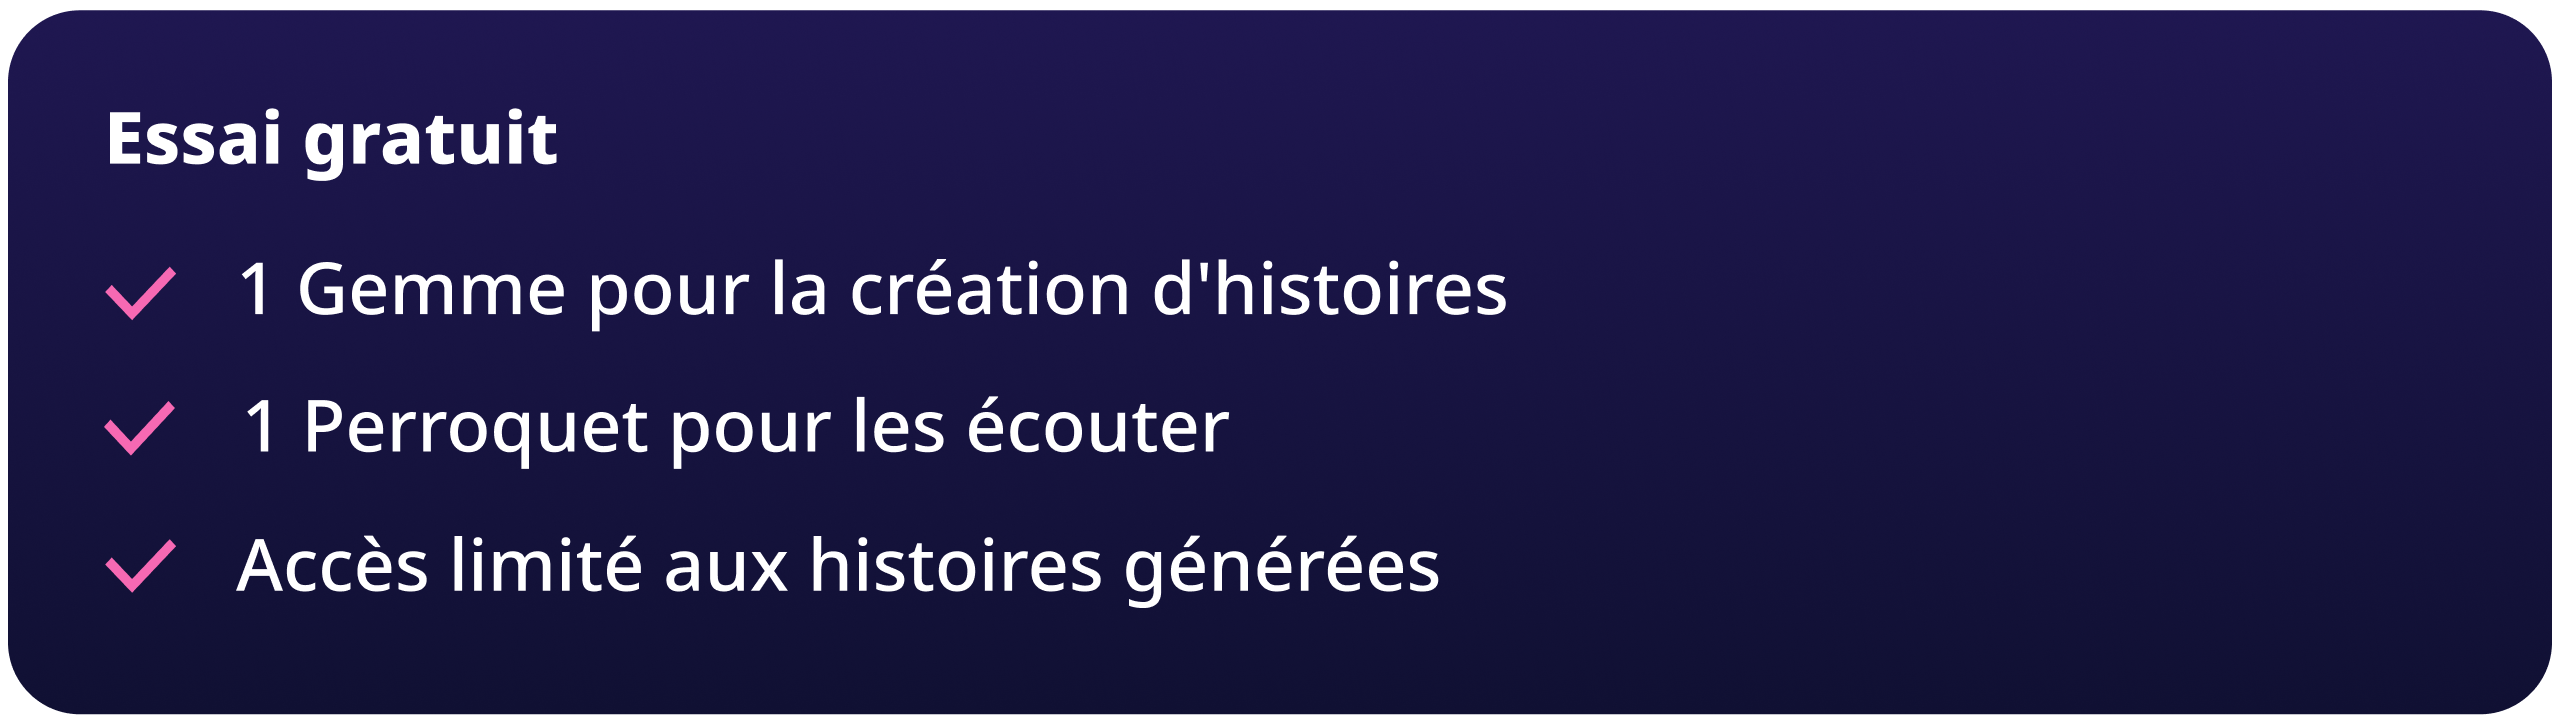 Essai gratuit
1 Gemme pour la création d'histoires
1 Perroquet pour les écouter
Accès limité aux histoires générées